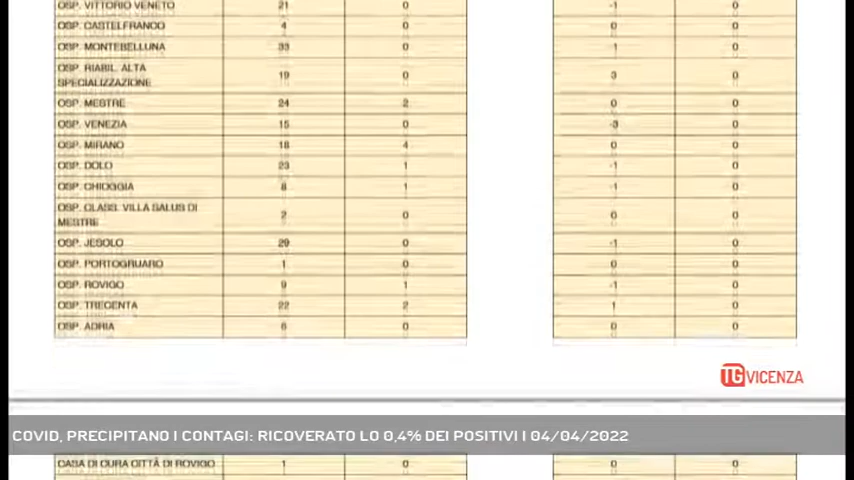 OSP. VITTORIO VENETO 21 0 -1 0
OSP. CASTELFRANCO 4 0 0 0
OSP. MONTEBELLUNA 33 0 -1 0
OSP. RIABIL. ALTA
SPECIALIZZAZIONE 19 0 3 0
OSP. MESTRE 24 2 0 0
OSP. VENEZIA 15 0 -3 0
OSP. MIRANO 18 4 0 0
OSP. DOLO 23 1 -1 0
OSP. CHIOGGIA 8 1 -1 0
OSP. CLASS. VILLA SALUS DI
MESTRE 2 0 0 0
OSP. JESOLO 29 0 -1 0
OSP. PORTOGRUARO 1 0 0 0
OSP. ROVIGO 9 1 -1 0
OSP. TRECENTA 22 2 1 0
OSP. ADRIA 6 0 0 0
TG VICENZA
COVID, PRECIPITANO I CONTAGI: RICOVERATO LO 0,4% DEI POSITIVI | 04/04/2022
CASA DI CURA CITTÀ DI ROVIGO 1 0 0 0